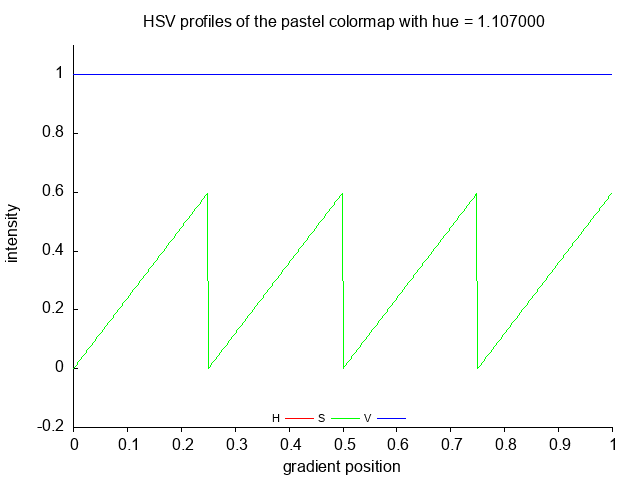 HSV profiles of the pastel colormap with hue = 1.107000
1
0.8
0.6
0.4
0.2
0
-0.2
intensity
H S V
0 0.1 0.2 0.3 0.4 0.5 0.6 0.7 0.8 0.9 1
gradient position